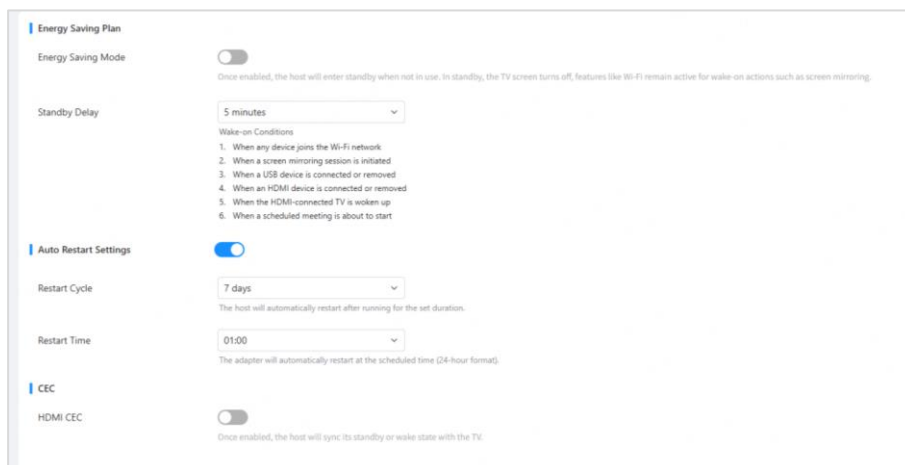 Energy Saving Plan
Energy Saving Mode
Once enabled, the host will enter standby when not in use. In standby, the TV screen turns off, features like Wi-Fi remain active for wake-on actions such as screen mirroring.
Standby Delay
5 minutes
Wake-on Conditions
1. When any device joins the Wi-Fi network
2. When a screen mirroring session is initiated
3. When a USB device is connected or removed
4. When an HDMI device is connected or removed
5. When the HDMI-connected TV is woken up
6. When a scheduled meeting is about to start
Auto Restart Settings
Restart Cycle
7 days
The host will automatically restart after running for the set duration.
Restart Time
01:00
The adapter will automatically restart at the scheduled time (24-hour format).
CEC
HDMI CEC
Once enabled, the host will sync its standby or wake state with the TV.